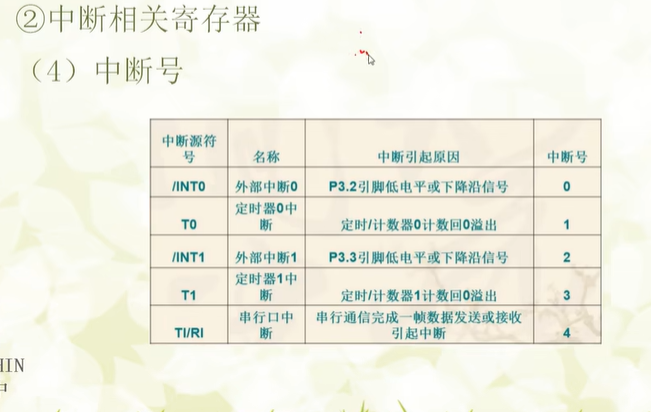 ②中断相关寄存器
（4）中断号
中断源符号 名称 中断引起原因 中断号
/INT0 外部中断0 P3.2引脚低电平或下降沿信号 0
T0 定时器0中断 定时/计数器0计数回0溢出 1
/INT1 外部中断1 P3.3引脚低电平或下降沿信号 2
T1 定时器1中断 定时/计数器1计数回0溢出 3
TI/RI 串行口中断 串行通信完成一帧数据发送或接收引起中断 4
HIN